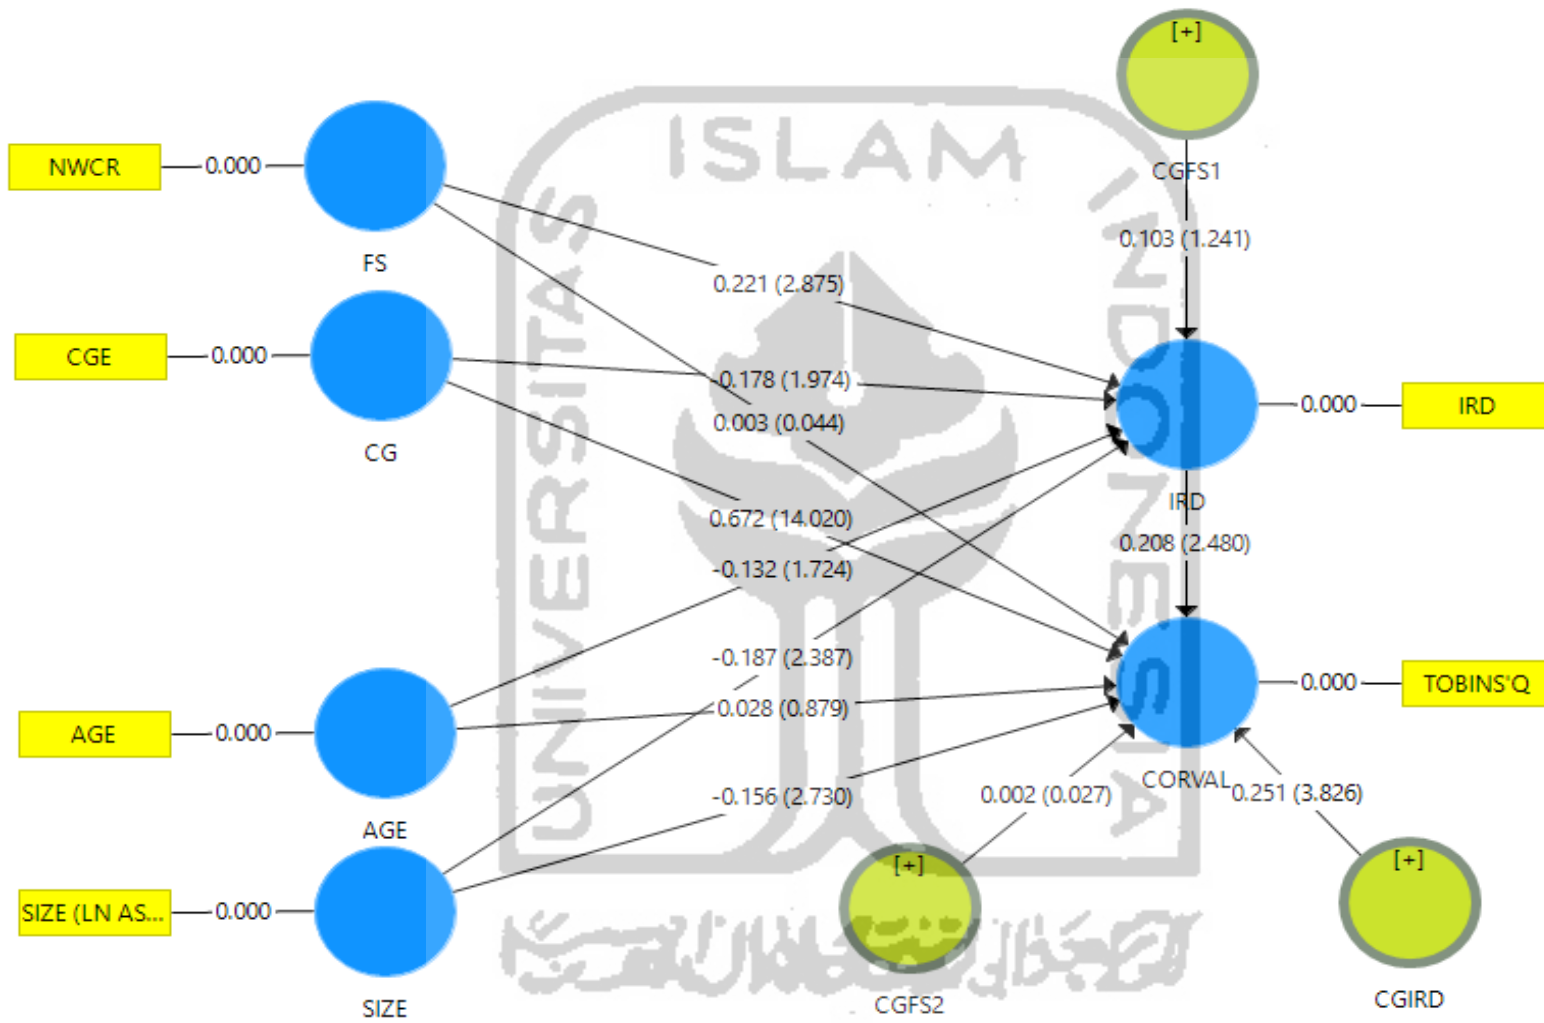 [+]
CGFS1
0.103 (1.241)
NWCR
0.000
FS
0.221 (2.875)
CGE
0.000
CG
-0.178 (1.974)
0.003 (0.044)
0.000
IRD
IRD
0.672 (14.020)
0.208 (2.480)
-0.132 (1.724)
-0.187 (2.387)
0.028 (0.879)
0.000
TOBINS'Q
CORVAL
AGE
0.000
AGE
-0.156 (2.730)
0.002 (0.027)
0.251 (3.826)
SIZE (LN AS...
0.000
SIZE
[+]
CGFS2
[+]
CGIRD
UNIVERSITAS
ISLAM
INDONESIA